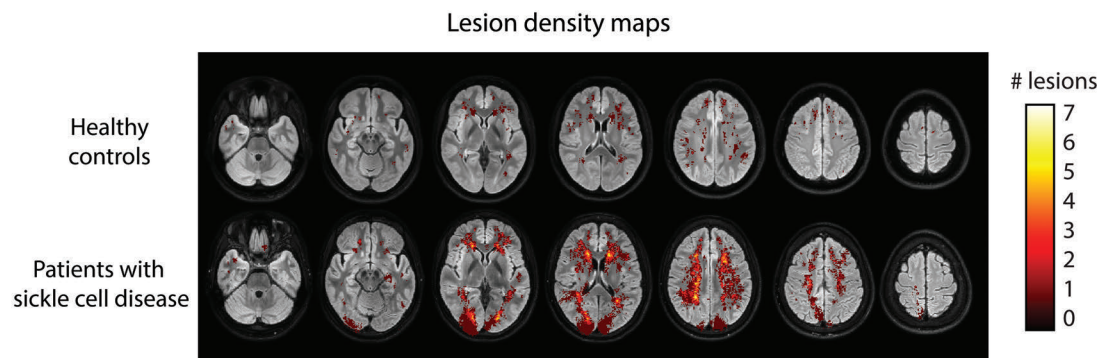 Lesion density maps
Healthy
controls
Patients with
sickle cell disease
# lesions
7
6
5
4
3
2
1
0